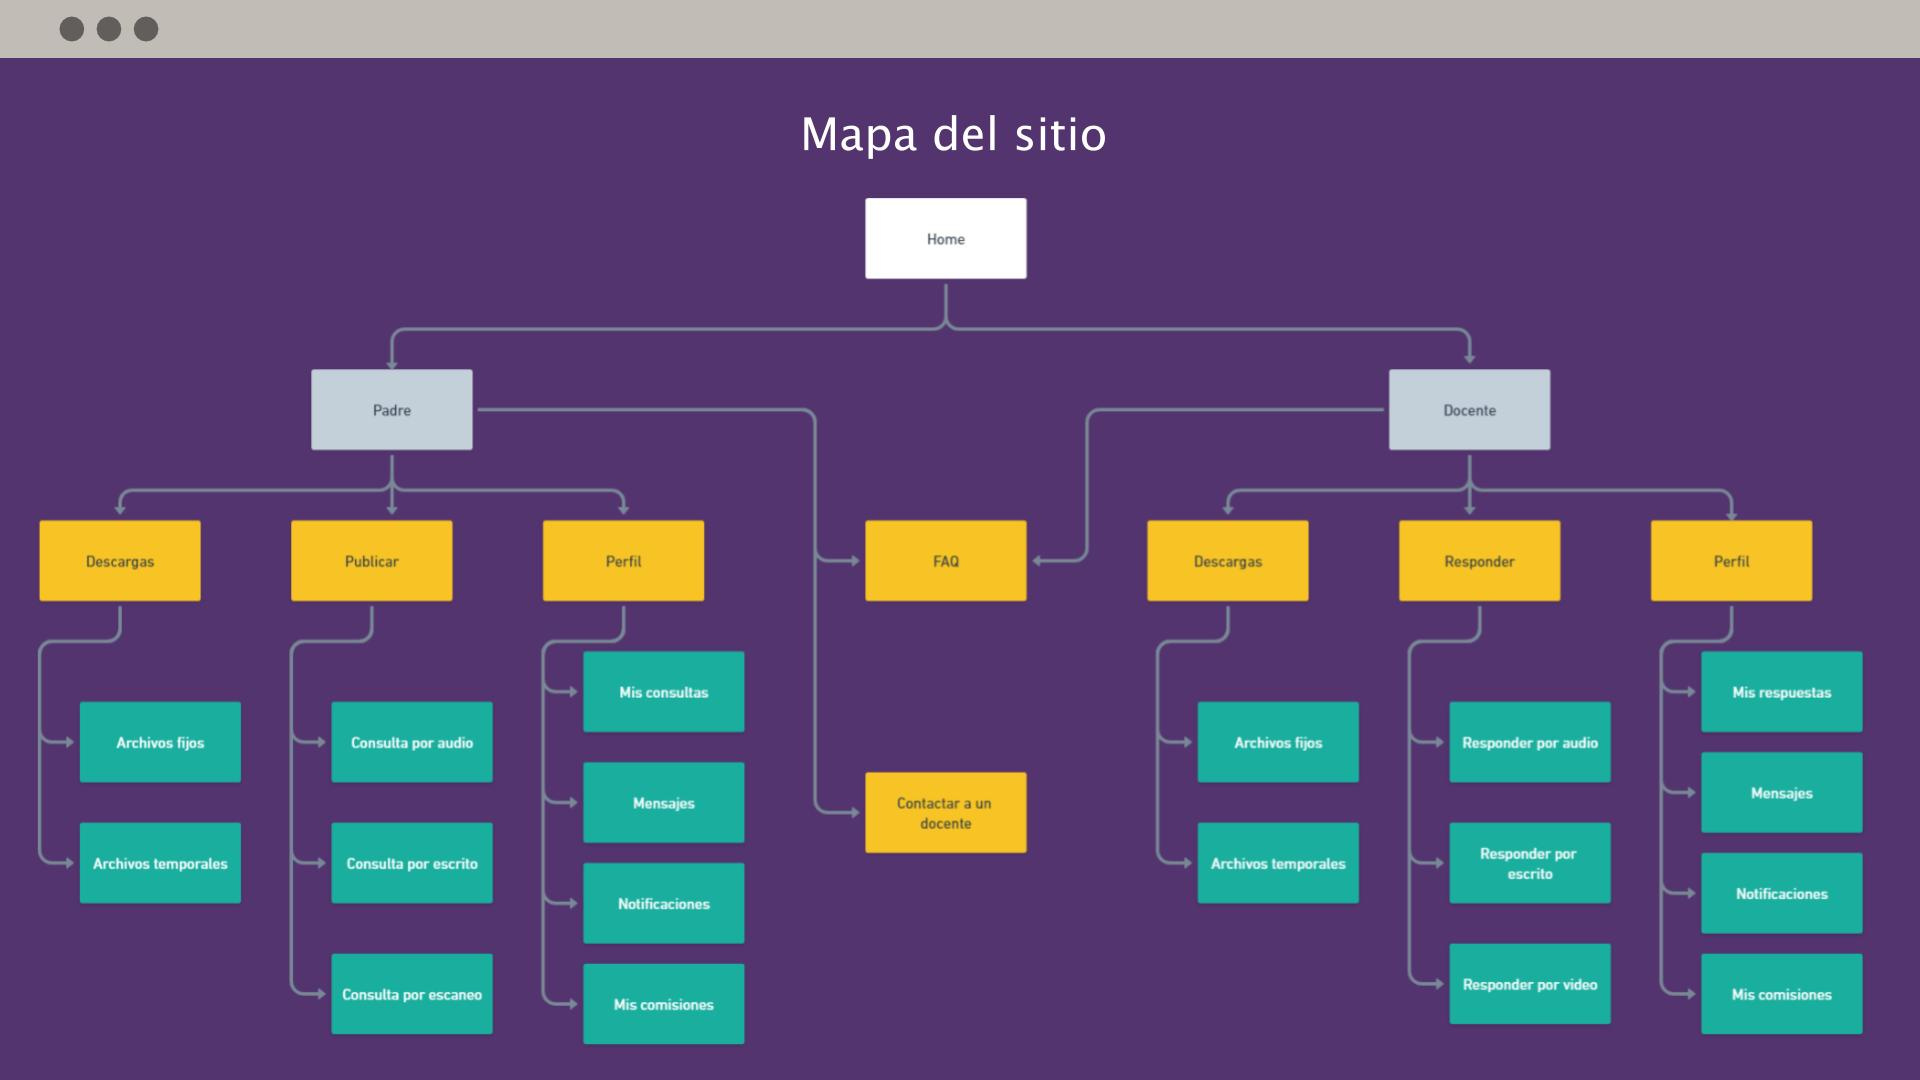 Mapa del sitio
Home
Padre
Docente
Descargas
Publicar
Perfil
FAQ
Descargas
Responder
Perfil
Archivos fijos
Archivos temporales
Consulta por audio
Consulta por escrito
Consulta por escaneo
Mis consultas
Mensajes
Notificaciones
Mis comisiones
Contactar a un
docente
Archivos fijos
Archivos temporales
Responder por audio
Responder por
escrito
Responder por video
Mis respuestas
Mensajes
Notificaciones
Mis comisiones